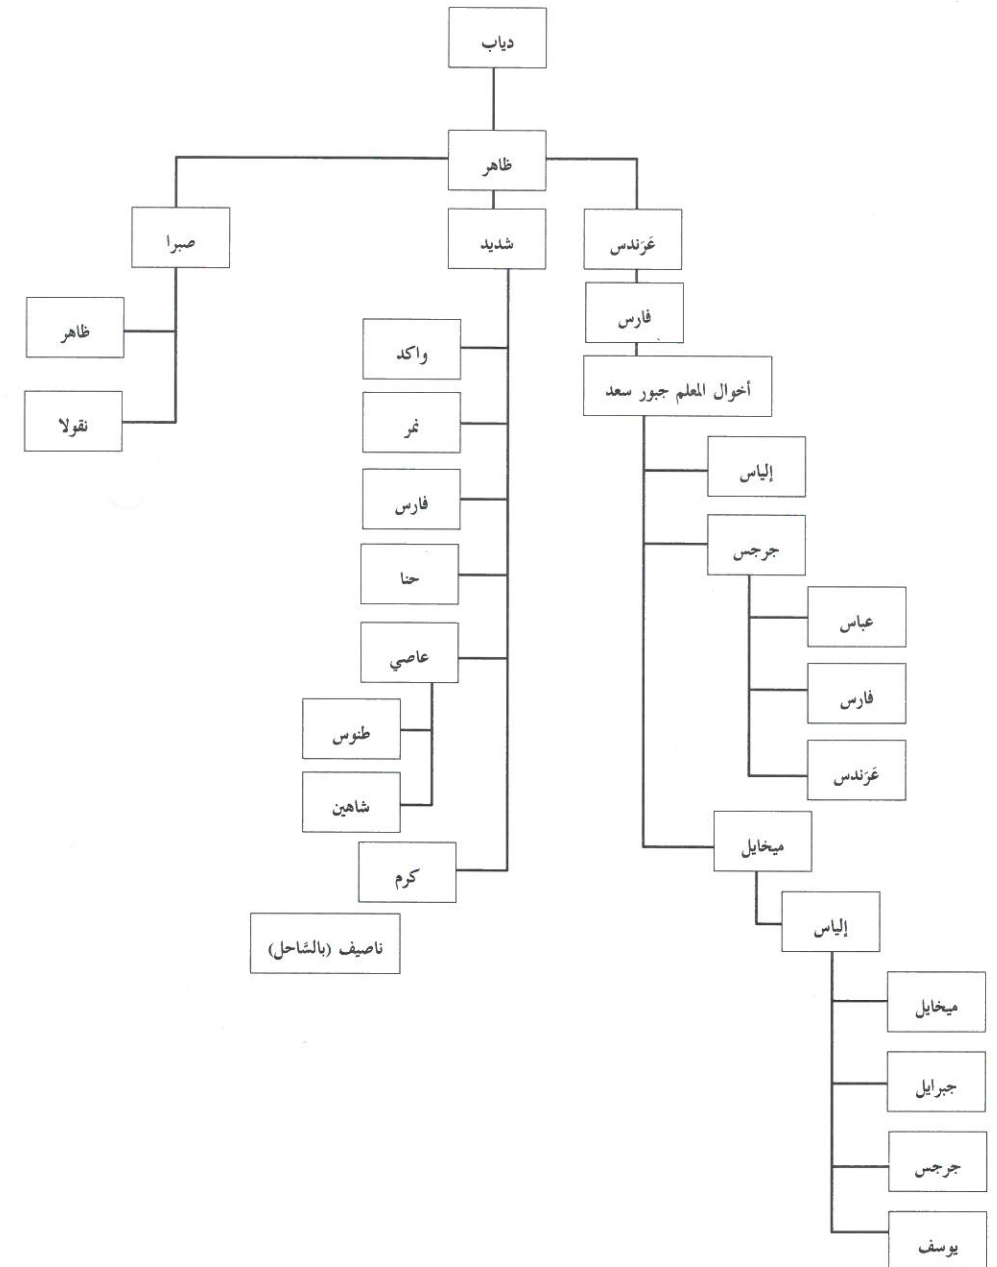 دياب
ظاهر
عَرَندس
شديد
صبرا
فارس
أخوال المعلم جبور سعد
إلياس
جرجس
عباس
فارس
عَرَندس
ميخايل
إلياس
ميخايل
جبرايل
جرجس
يوسف
واكد
نمر
فارس
حنا
عاصي
طنوس
شاهين
كرم
ناصيف (بالسَّاحل)
ظاهر
نقولا